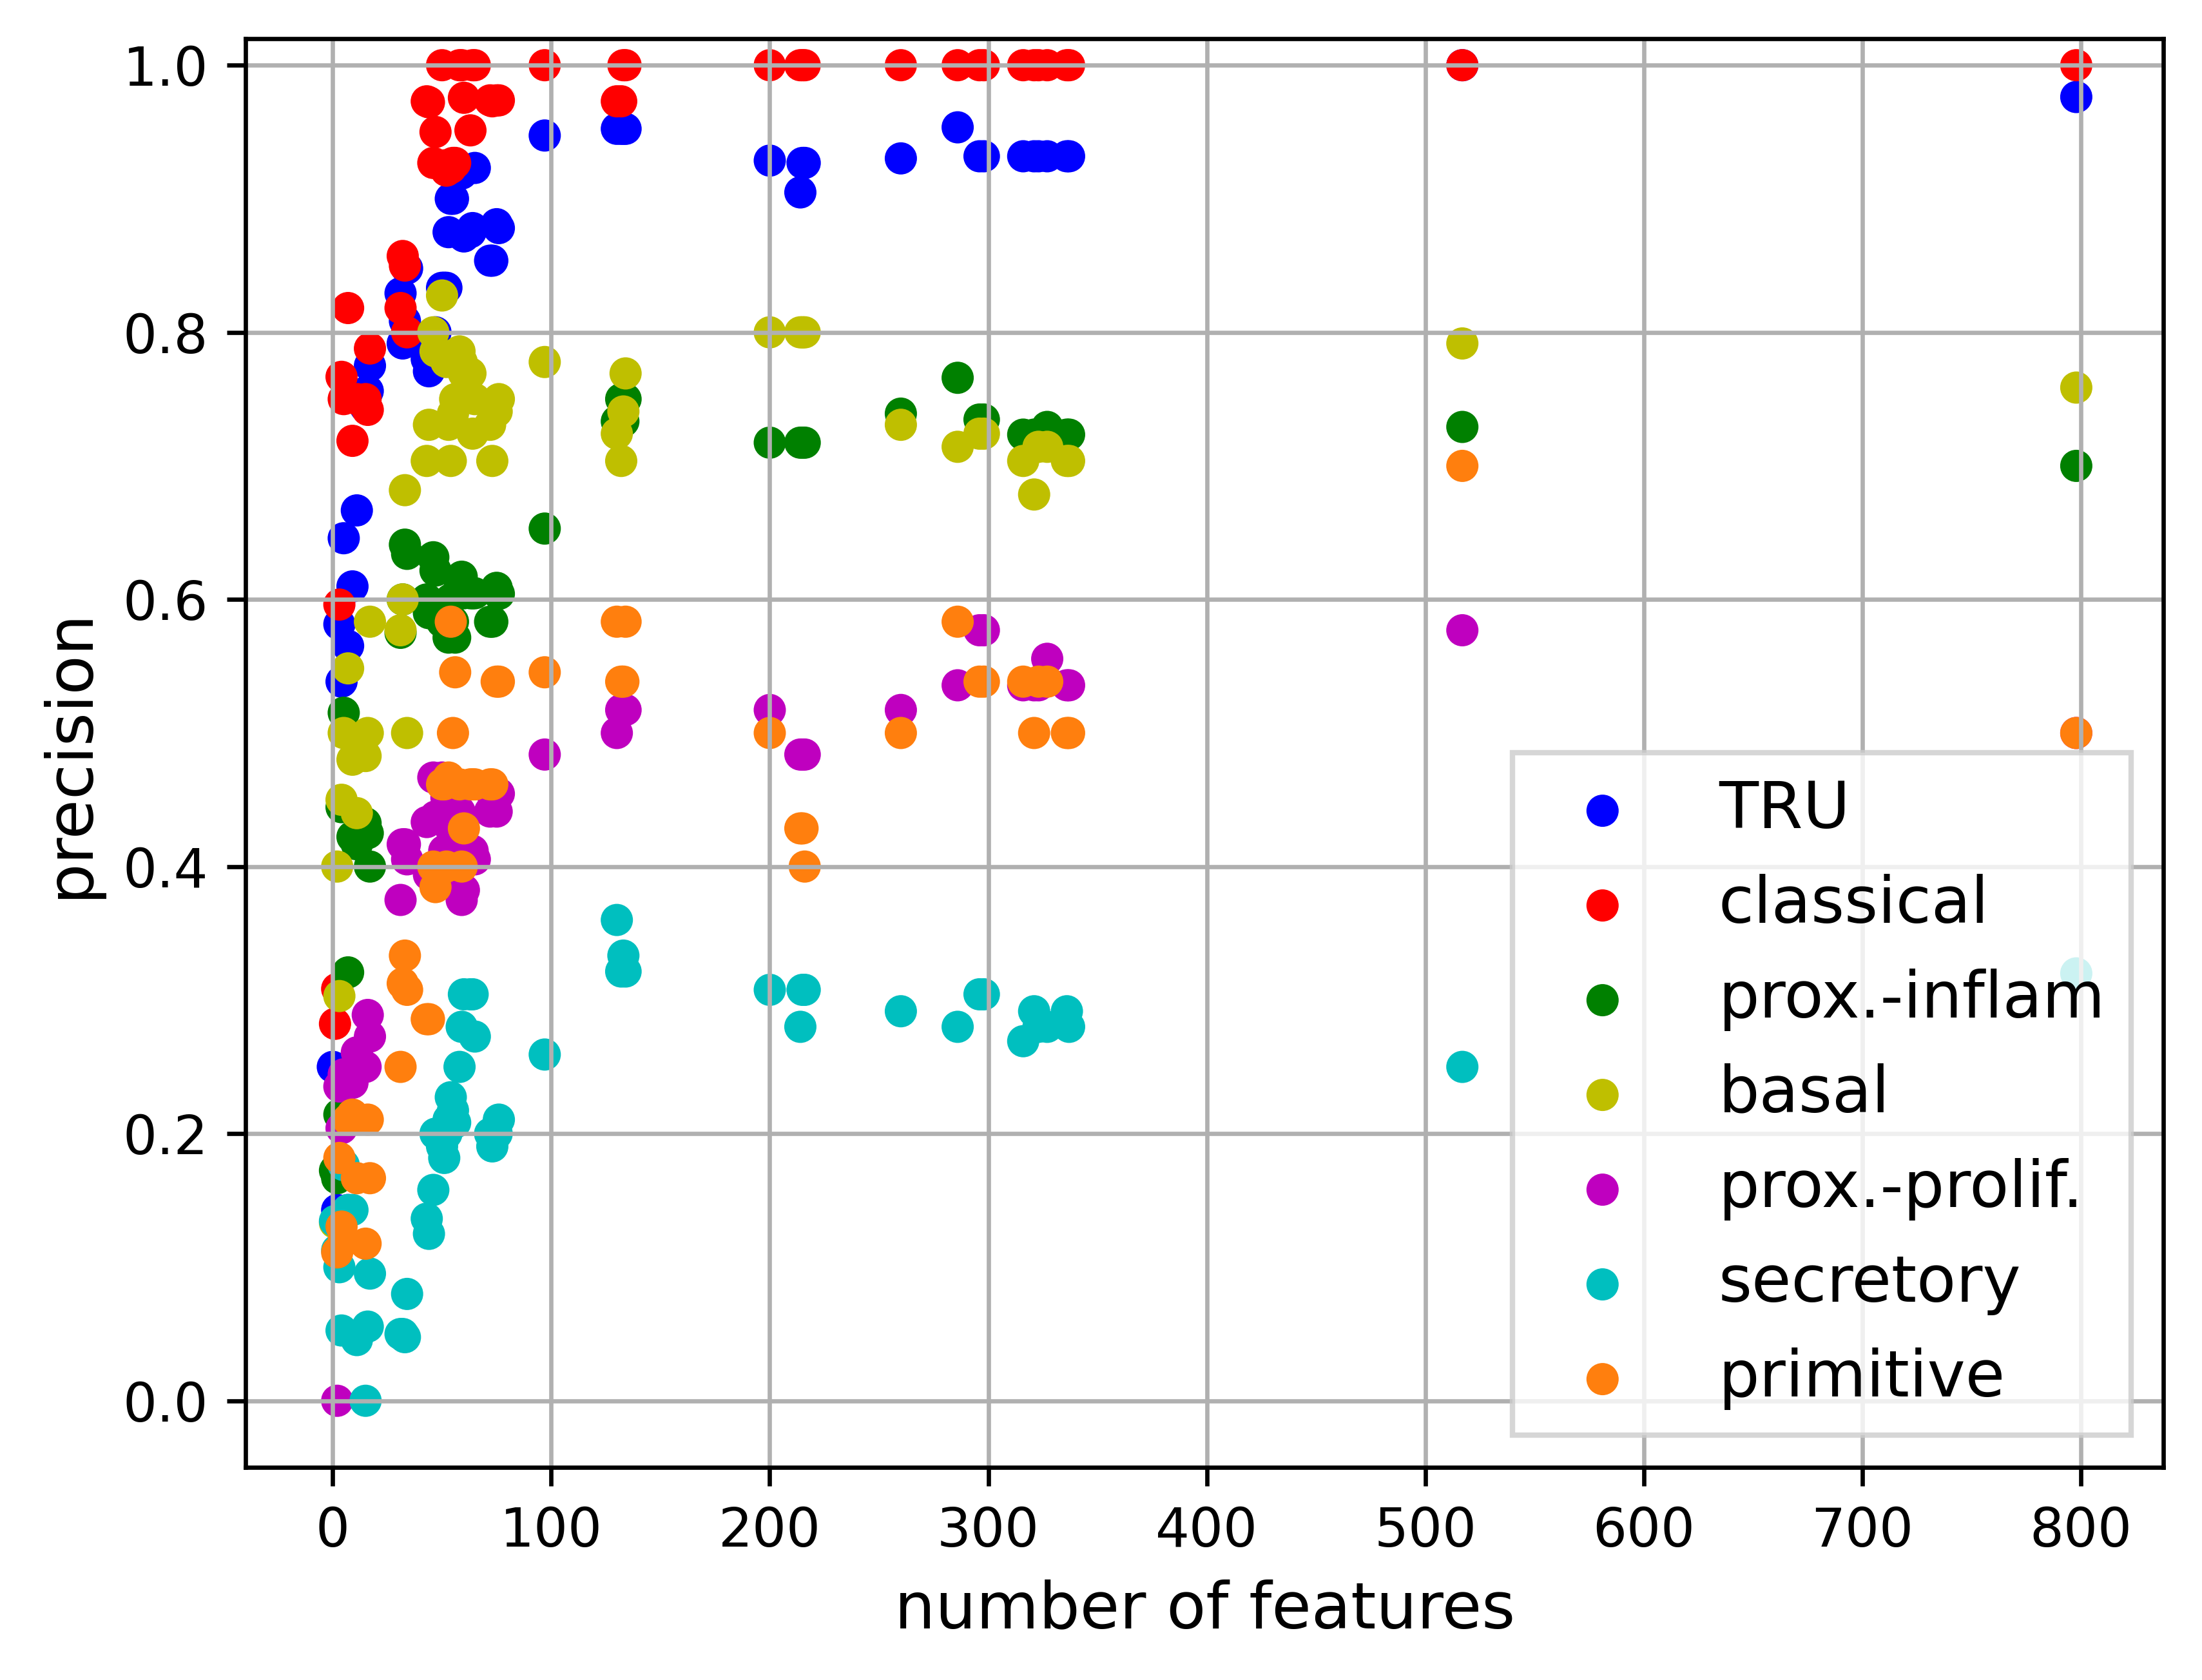 1.0
0.8
0.6
0.4
0.2
0.0
precision
0 100 200 300 400 500 600 700 800
number of features
TRU
classical
prox.-inflam
basal
prox.-prolif.
secretory
primitive